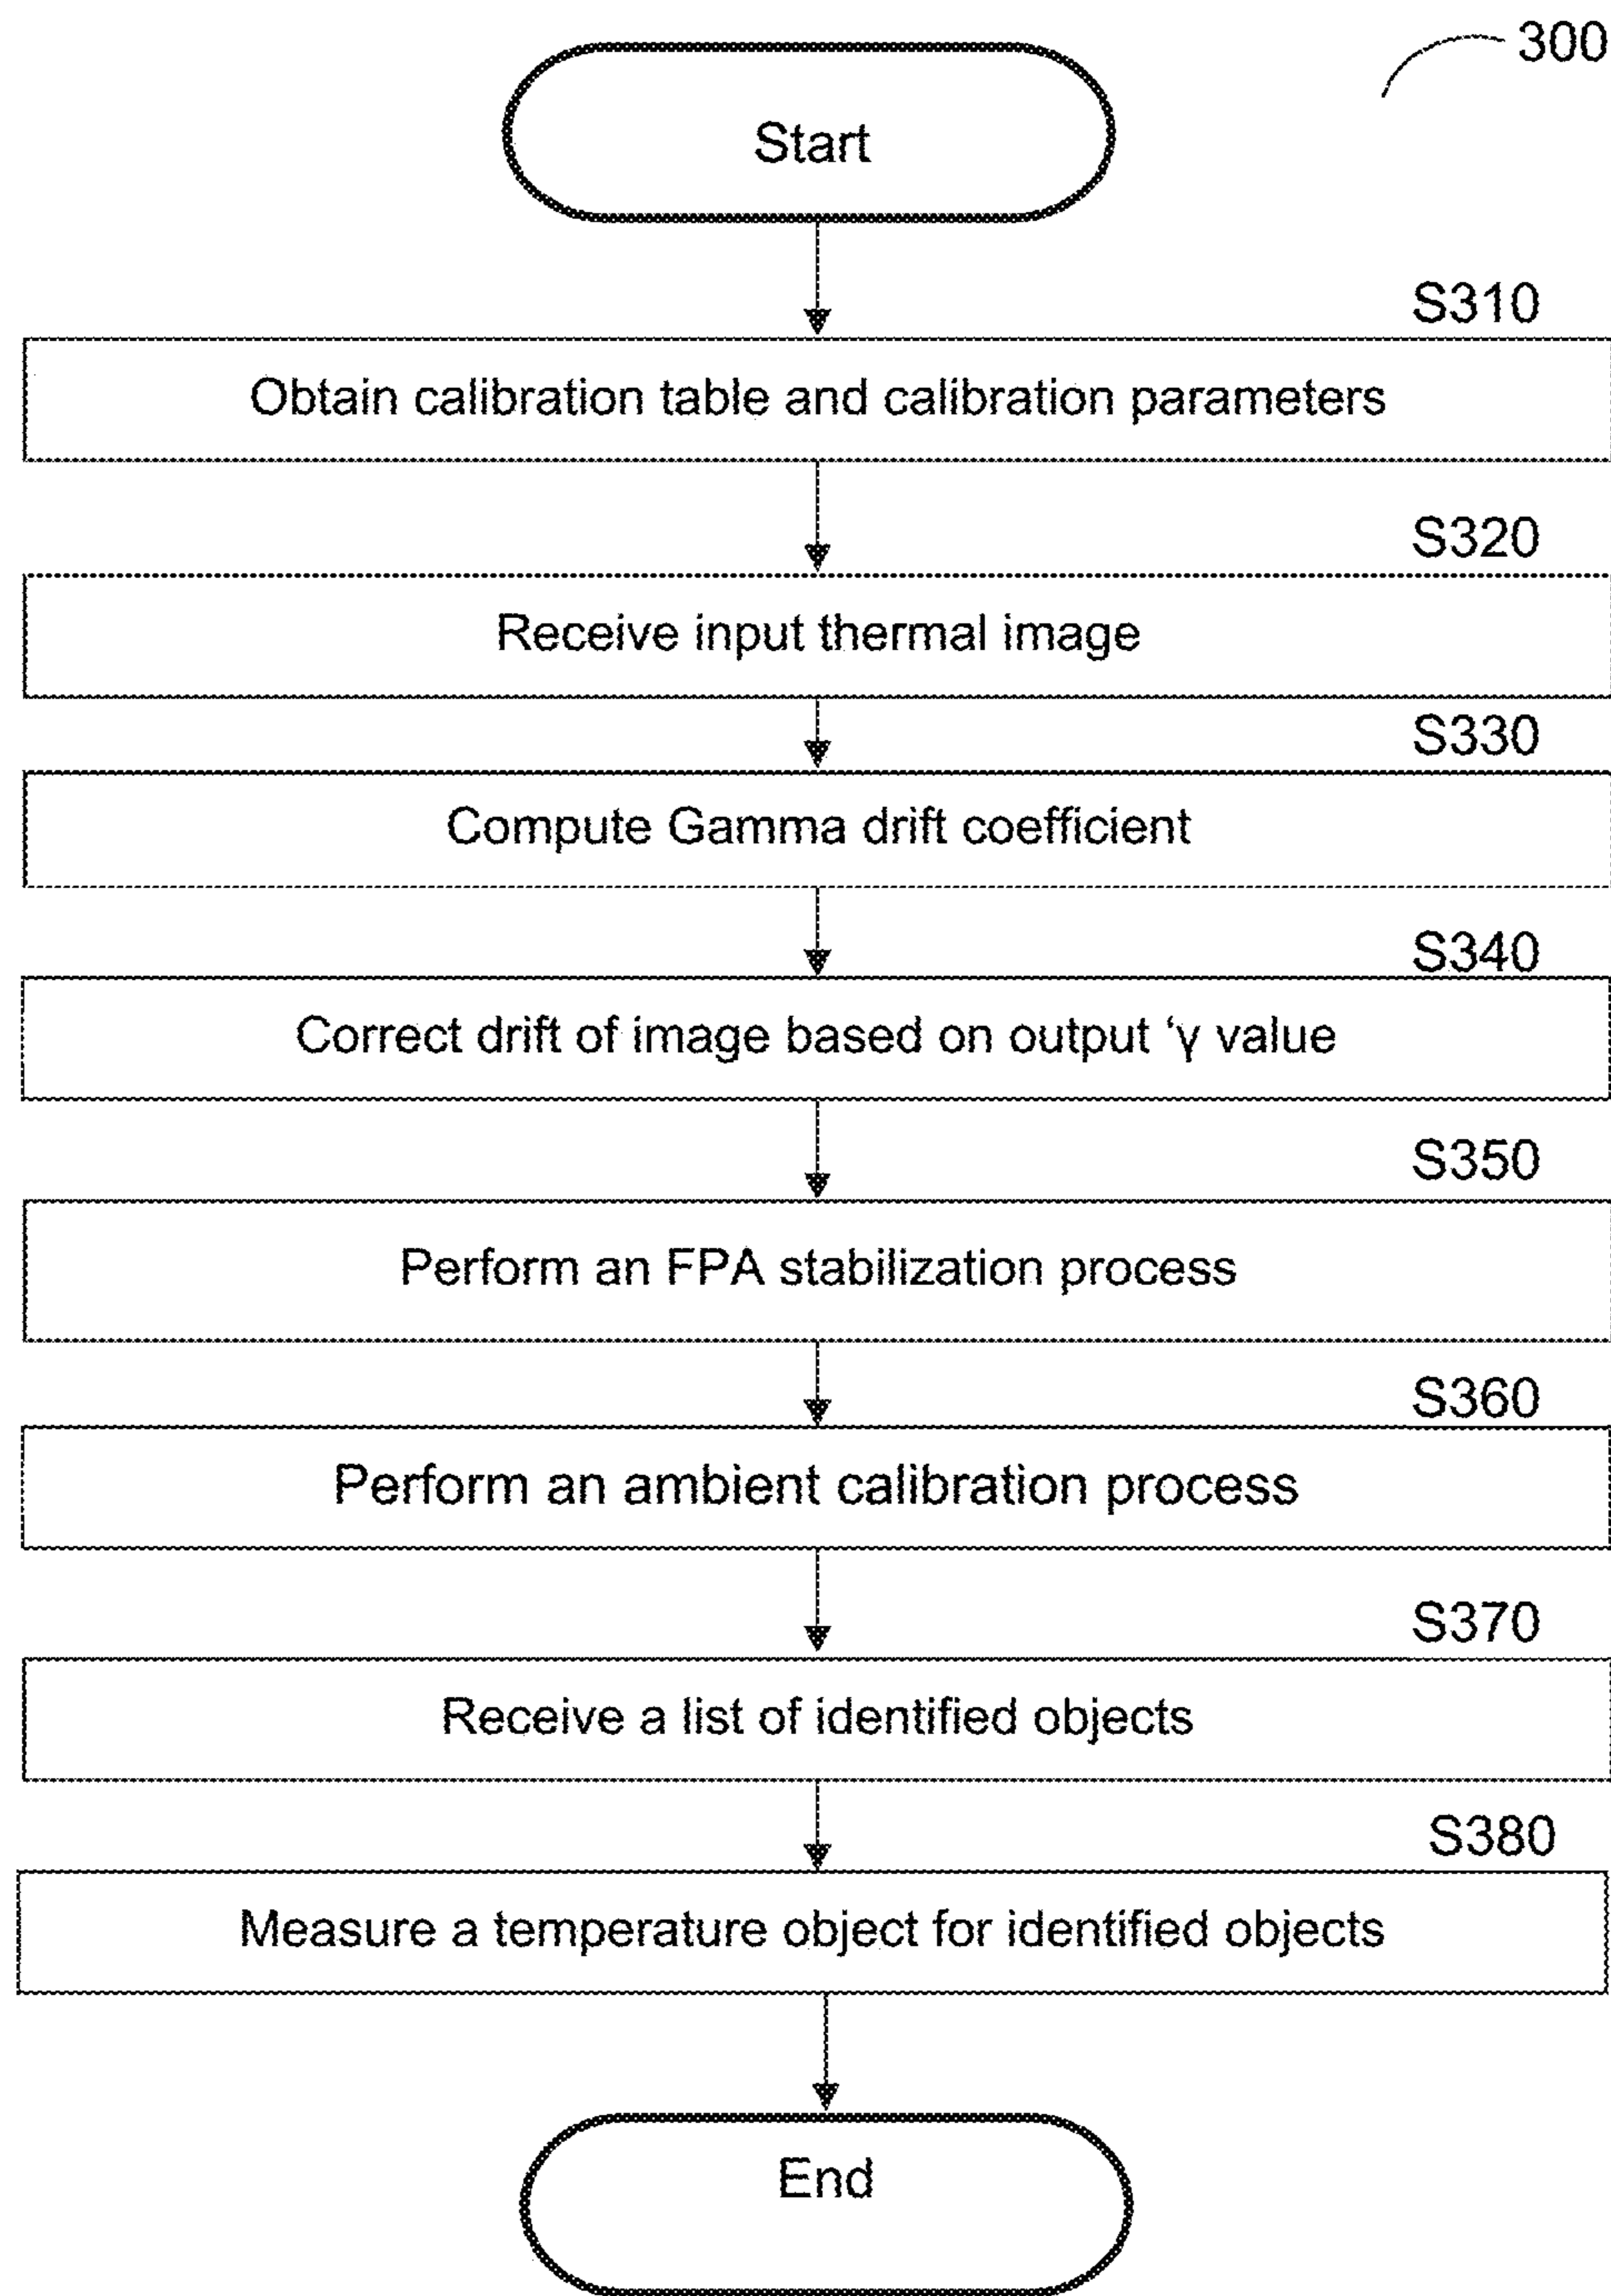 300
Start
S310
Obtain calibration table and calibration parameters
S320
Receive input thermal image
S330
Compute Gamma drift coefficient
S340
Correct drift of image based on output ‘γ value
S350
Perform an FPA stabilization process
S360
Perform an ambient calibration process
S370
Receive a list of identified objects
S380
Measure a temperature object for identified objects
End